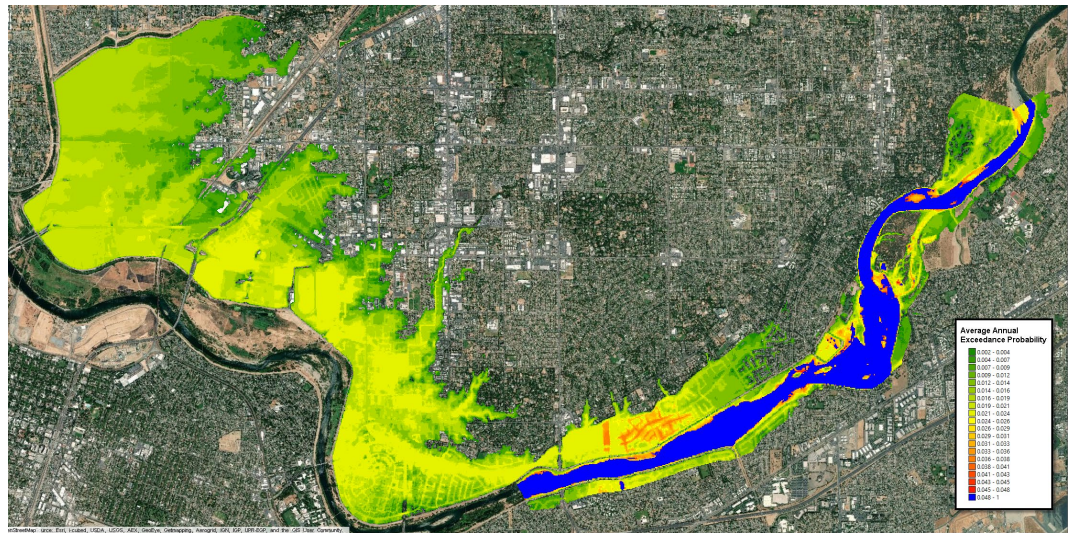 Average Annual
Exceedance Probability
0.002 - 0.004
0.004 - 0.007
0.007 - 0.009
0.009 - 0.012
0.012 - 0.014
0.014 - 0.016
0.016 - 0.019
0.019 - 0.021
0.021 - 0.024
0.024 - 0.026
0.026 - 0.029
0.029 - 0.031
0.031 - 0.033
0.033 - 0.036
0.036 - 0.038
0.038 - 0.041
0.041 - 0.043
0.043 - 0.045
0.045 - 0.048
0.048 - 1
enStreetMap urce: Esri, i-cubed, USDA, USGS, AEX, GeoEye, Getmapping, Aerogrid, IGN, IGP, UPR-EGP, and the GIS User Community